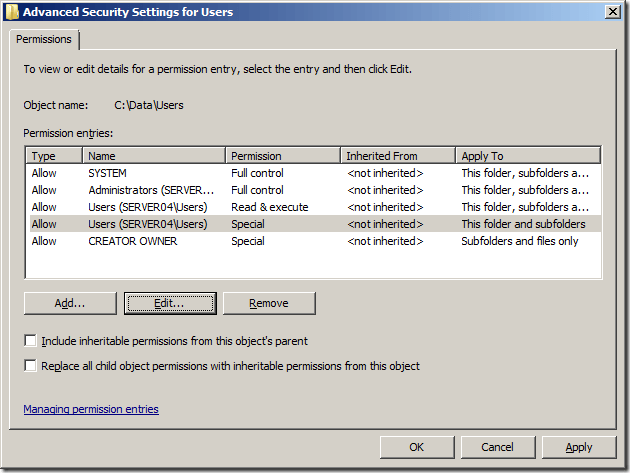 Advanced Security Settings for Users
Permissions
To view or edit details for a permission entry, select the entry and then click Edit.
Object name: C:\Data\Users
Permission entries:
Type Name Permission Inherited From Apply To
Allow SYSTEM Full control <not inherited> This folder, subfolders a...
Allow Administrators (SERVER... Full control <not inherited> This folder, subfolders a...
Allow Users (SERVER04\Users) Read & execute <not inherited> This folder, subfolders a...
Allow Users (SERVER04\Users) Special <not inherited> This folder and subfolders
Allow CREATOR OWNER Special <not inherited> Subfolders and files only
Add... Edit... Remove
Include inheritable permissions from this object's parent
Replace all child object permissions with inheritable permissions from this object
Managing permission entries
OK Cancel Apply